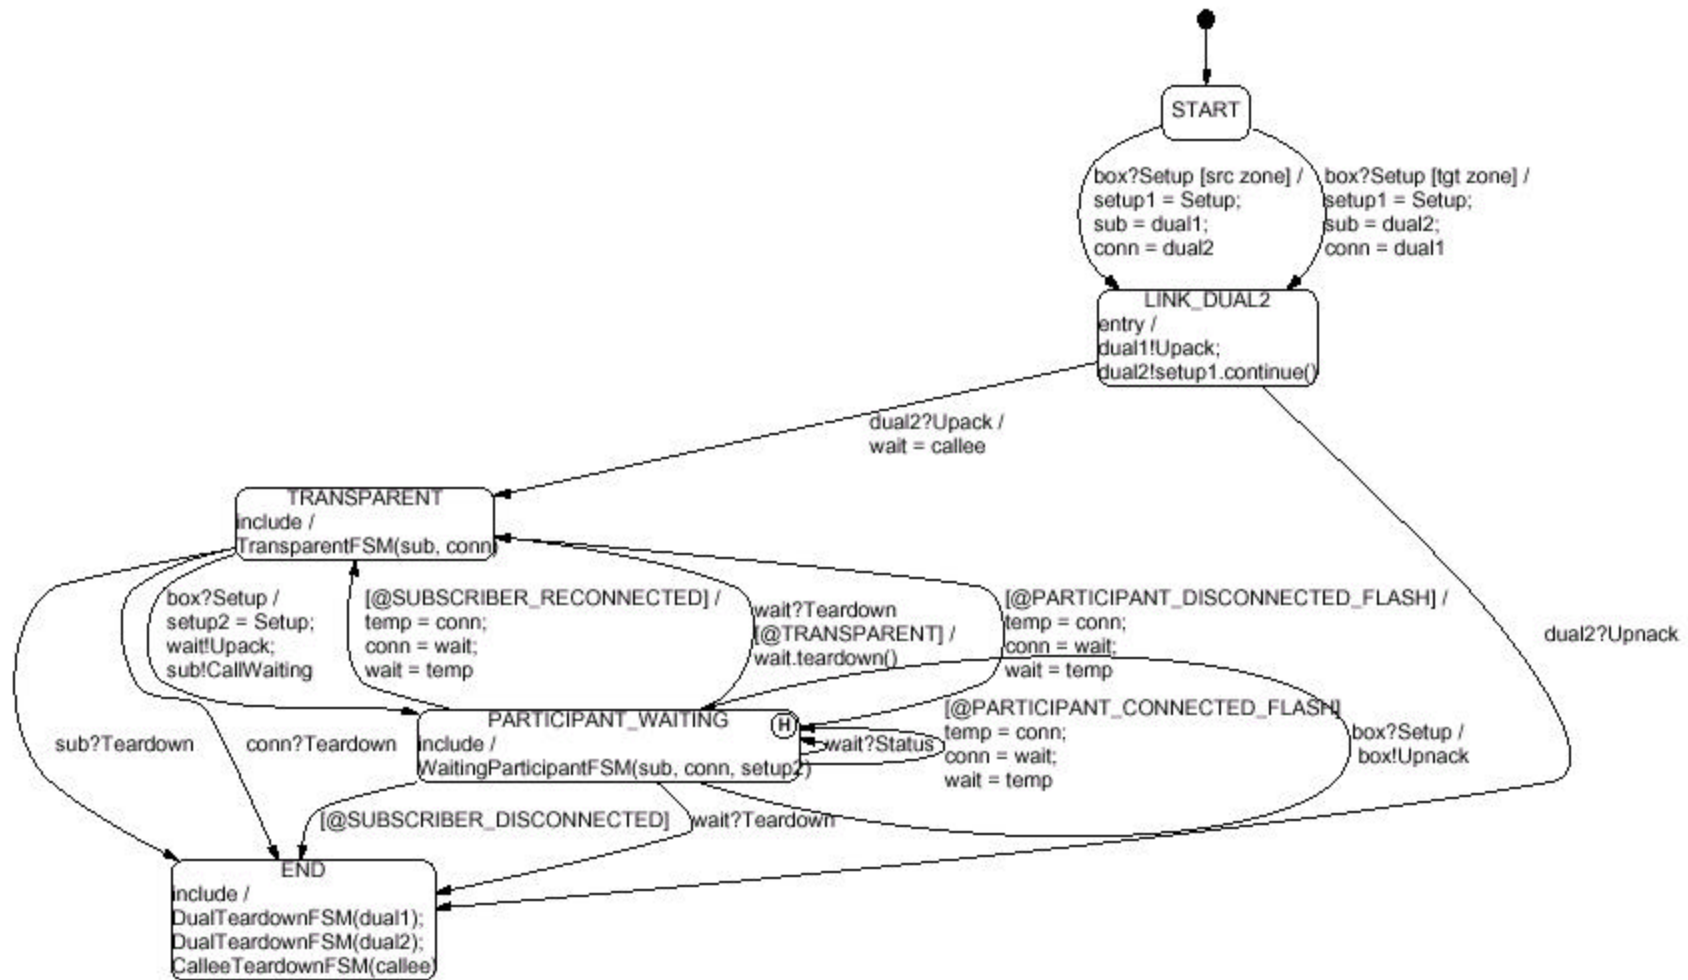 START
box?Setup [src zone] /
setup1 = Setup;
sub = dual1;
conn = dual2
box?Setup [tgt zone] /
setup1 = Setup;
sub = dual2;
conn = dual1
LINK_DUAL2
entry /
dual1!Upack;
dual2!setup1.continue()
dual2?Upack /
wait = callee
dual2?Upnack
TRANSPARENT
include /
TransparentFSM(sub, conn)
box?Setup /
setup2 = Setup;
wait!Upack;
sub!CallWaiting
[@SUBSCRIBER_RECONNECTED] /
temp = conn;
conn = wait;
wait = temp
wait?Teardown
[@TRANSPARENT] /
wait.teardown()
[@PARTICIPANT_DISCONNECTED_FLASH] /
temp = conn;
conn = wait;
wait = temp
sub?Teardown
conn?Teardown
PARTICIPANT_WAITING
H
include /
WaitingParticipantFSM(sub, conn, setup2)
wait?Status
[@PARTICIPANT_CONNECTED_FLASH]
temp = conn;
conn = wait;
wait = temp
box?Setup /
box!Upnack
[@SUBSCRIBER_DISCONNECTED]
wait?Teardown
END
include /
DualTeardownFSM(dual1);
DualTeardownFSM(dual2);
CalleeTeardownFSM(callee)